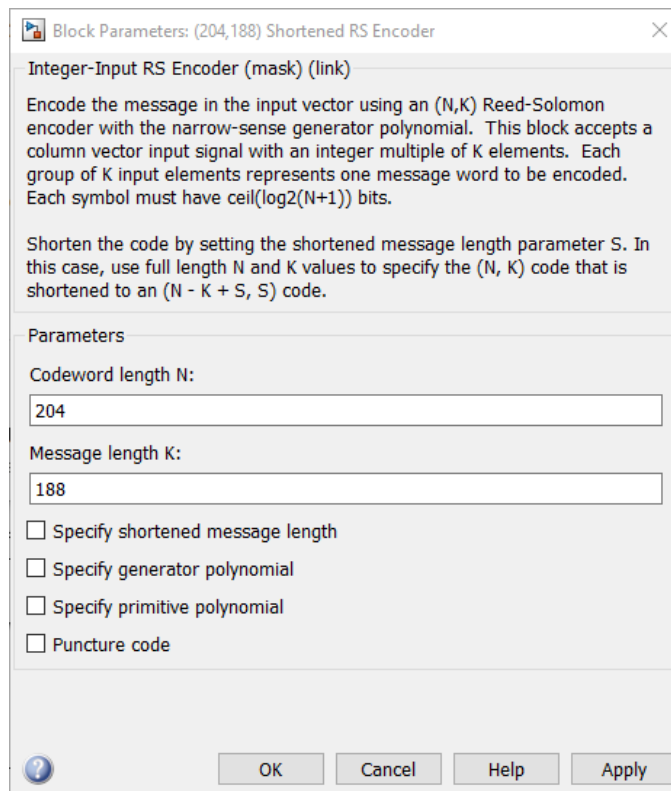 Block Parameters: (204,188) Shortened RS Encoder
Integer-Input RS Encoder (mask) (link)
Encode the message in the input vector using an (N,K) Reed-Solomon
encoder with the narrow-sense generator polynomial.  This block accepts a
column vector input signal with an integer multiple of K elements.  Each
group of K input elements represents one message word to be encoded.
Each symbol must have ceil(log2(N+1)) bits.
Shorten the code by setting the shortened message length parameter S. In
this case, use full length N and K values to specify the (N, K) code that is
shortened to an (N - K + S, S) code.
Parameters
Codeword length N:
204
Message length K:
188
Specify shortened message length
Specify generator polynomial
Specify primitive polynomial
Puncture code
? OK Cancel Help Apply